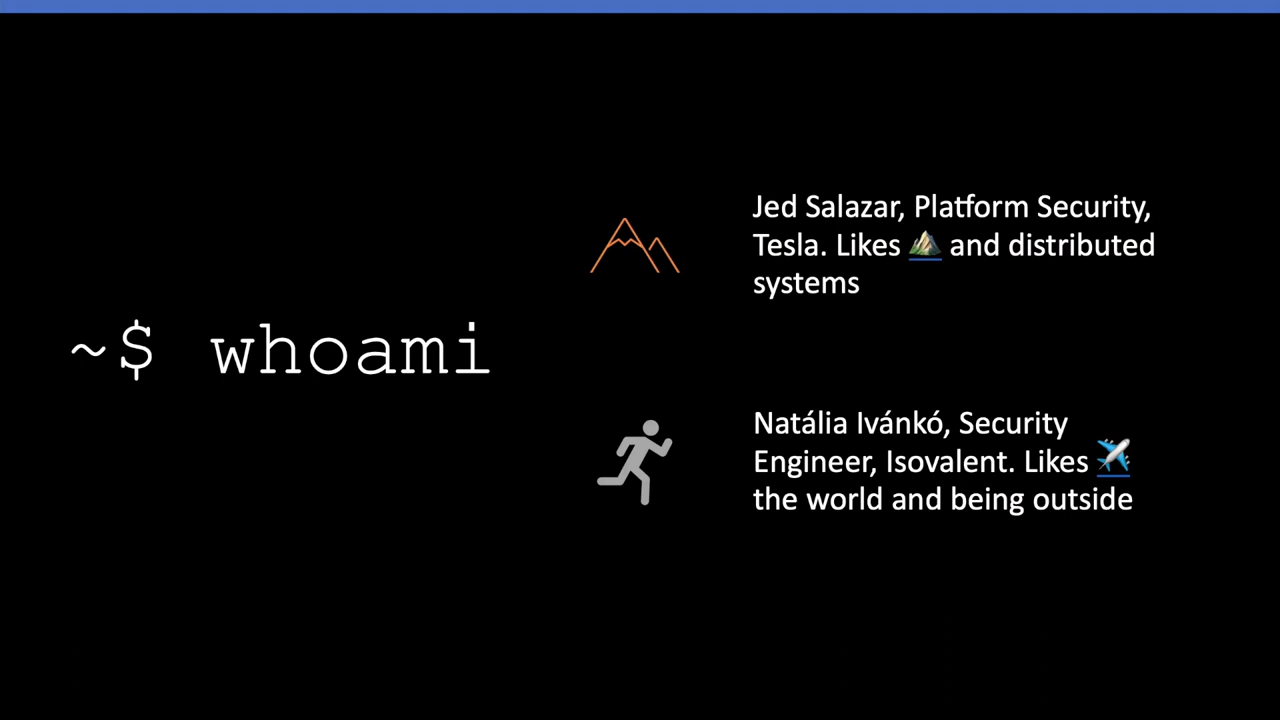 ~$ whoami
Jed Salazar, Platform Security,
Tesla. Likes ⛰️ and distributed
systems
Natália Ivánkó, Security
Engineer, Isovalent. Likes ✈️
the world and being outside